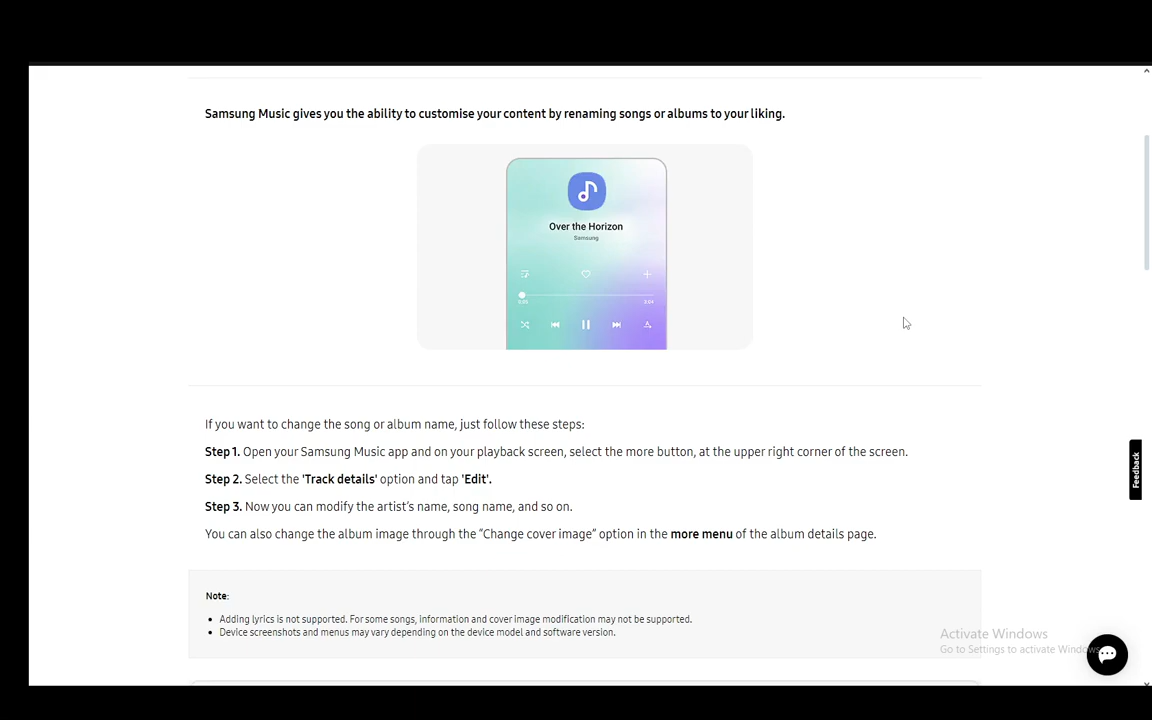 Samsung Music gives you the ability to customise your content by renaming songs or albums to your liking.
Over the Horizon
Samsung
0:05
3:04
If you want to change the song or album name, just follow these steps:
Step 1. Open your Samsung Music app and on your playback screen, select the more button, at the upper right corner of the screen.
Step 2. Select the 'Track details' option and tap 'Edit'.
Feedback
Step 3. Now you can modify the artist's name, song name, and so on.
You can also change the album image through the “Change cover image” option in the more menu of the album details page.
Note:
Adding lyrics is not supported. For some songs, information and cover image modification may not be supported.
Device screenshots and menus may vary depending on the device model and software version.
Activate Windows
Go to Settings to activate Windows.